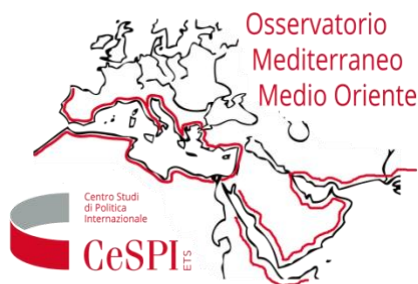 Osservatorio
Mediterraneo
Medio Oriente
Centro Studi
di Politica
Internazionale
CeSPI ETS